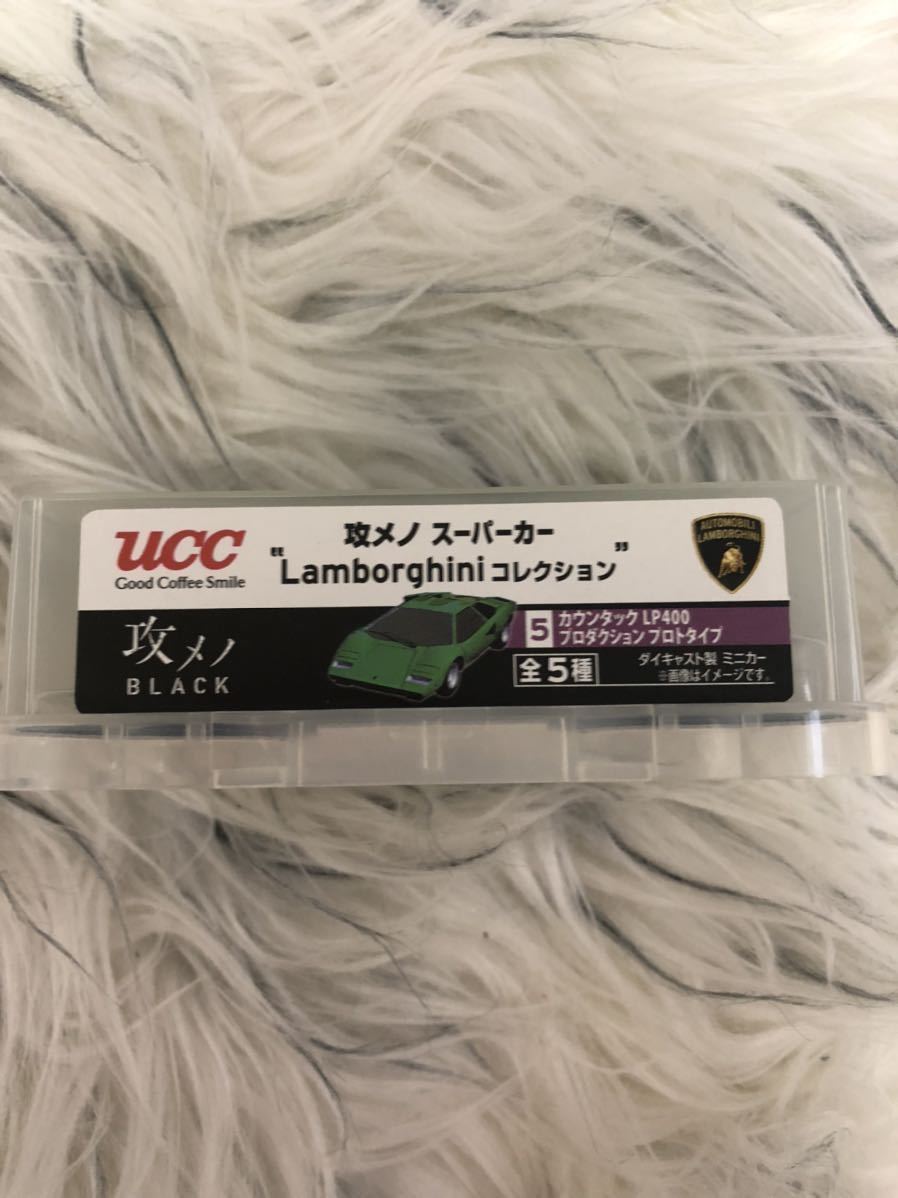 UCC
Good Coffee Smile
攻メノ スーパーカー
"Lamborghini コレクション"
AUTOMOBILI
LAMBORGHINI
攻メノ
BLACK
5 カウンタック LP400
プロダクション プロトタイプ
全5種
ダイキャスト製 ミニカー
※画像はイメージです。